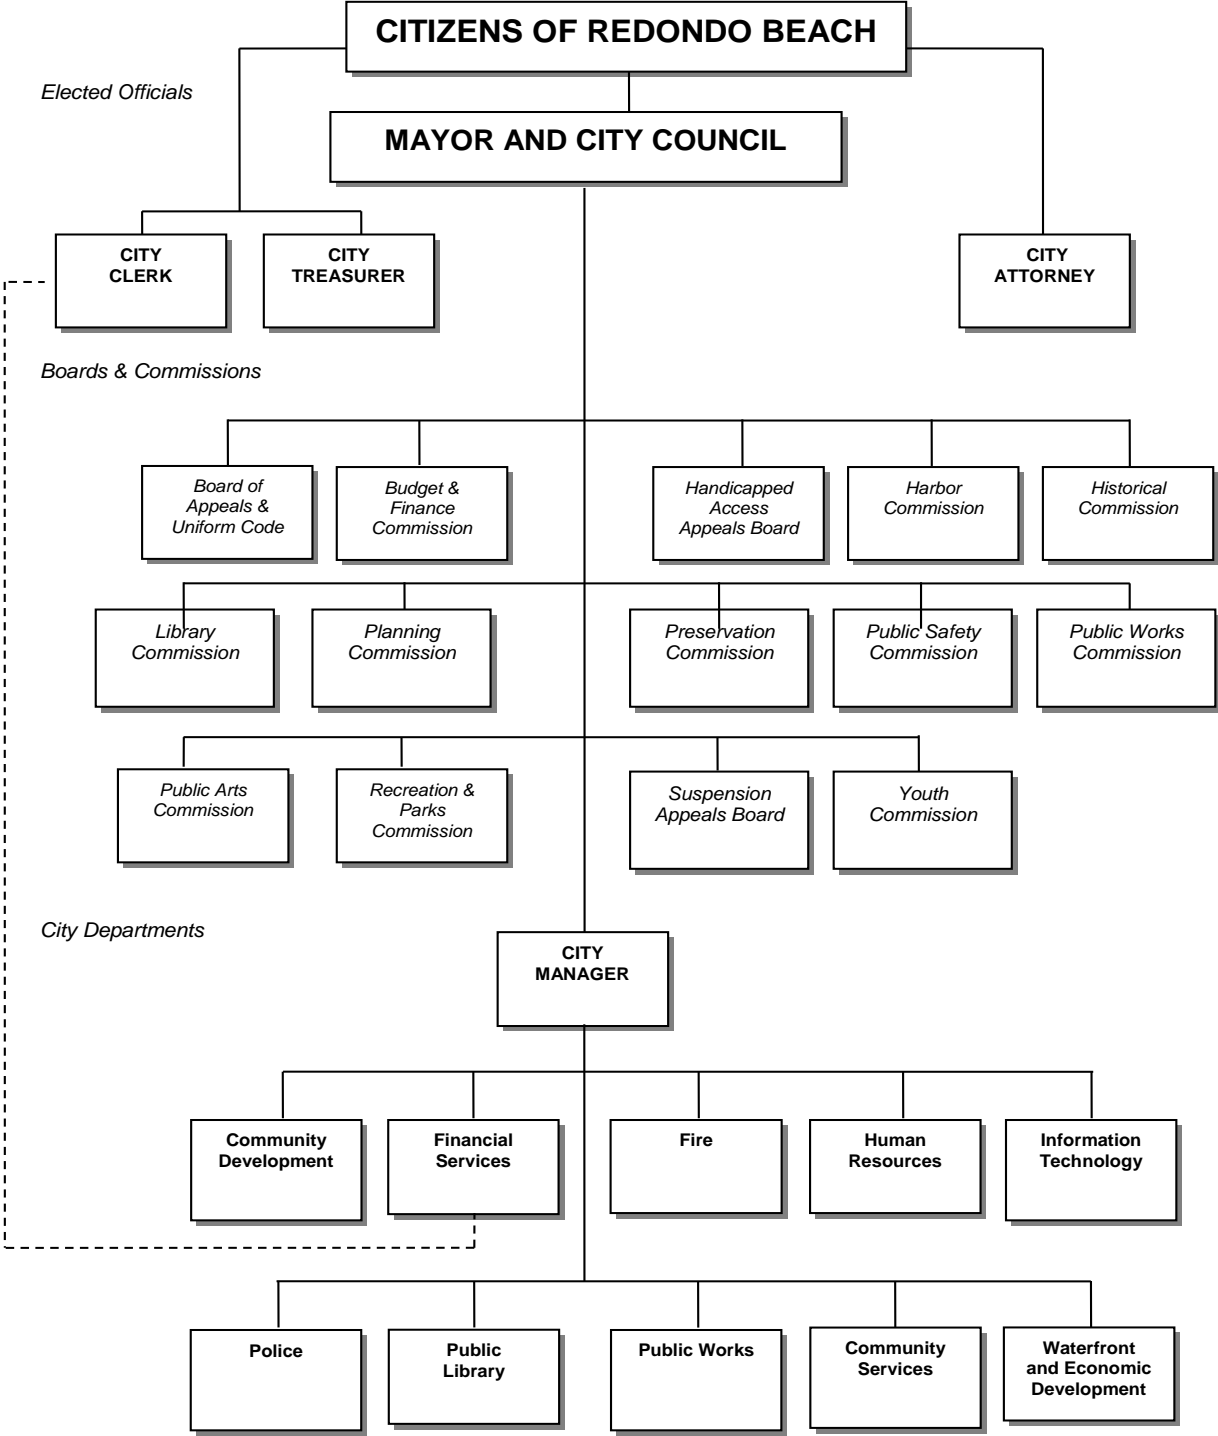 CITIZENS OF REDONDO BEACH
Elected Officials
MAYOR AND CITY COUNCIL
CITY
CLERK
CITY
TREASURER
CITY
ATTORNEY
Boards & Commissions
Board of
Appeals &
Uniform Code
Budget &
Finance
Commission
Handicapped
Access
Appeals Board
Harbor
Commission
Historical
Commission
Library
Commission
Planning
Commission
Preservation
Commission
Public Safety
Commission
Public Works
Commission
Public Arts
Commission
Recreation &
Parks
Commission
Suspension
Appeals Board
Youth
Commission
City Departments
CITY
MANAGER
Community
Development
Financial
Services
Fire
Human
Resources
Information
Technology
Police
Public
Library
Public Works
Community
Services
Waterfront
and Economic
Development